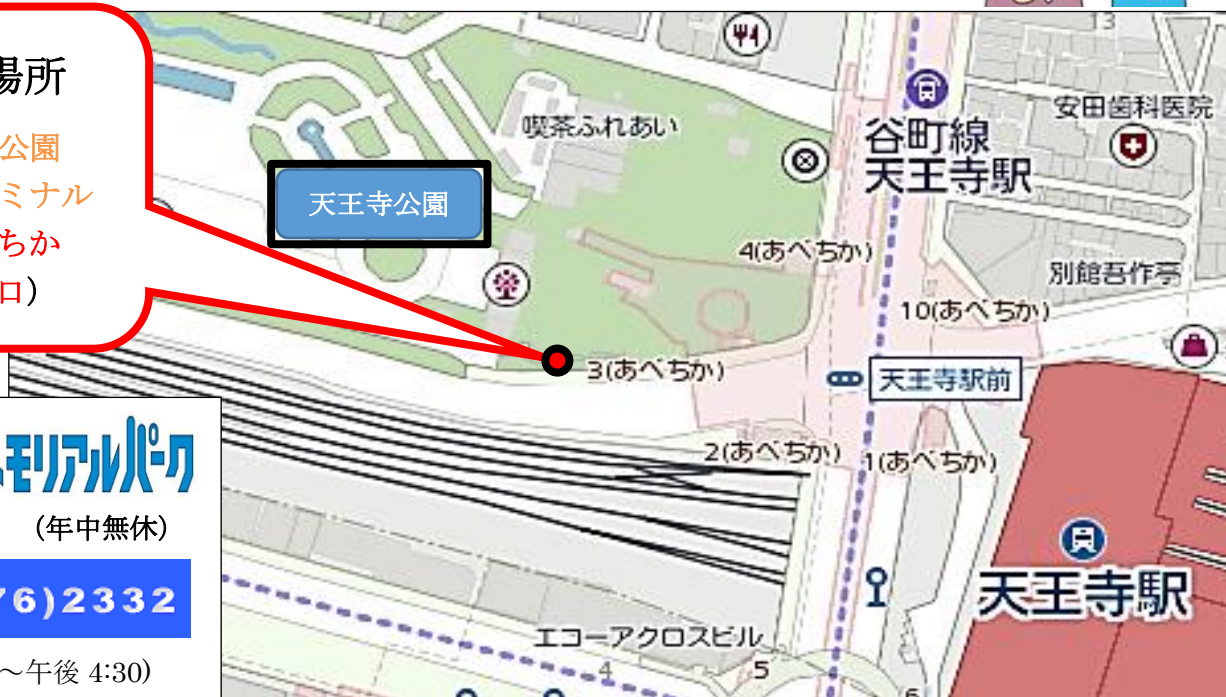 場所
公園
ミナル
ちか
口)
天王寺公園
喫茶ふれあい
谷町線
天王寺駅
安田歯科医院
4(あべちか)
別館吾作亭
10(あべちか)
3(あべちか)
天王寺駅前
2(あべちか)
1(あべちか)
モリアルパーク
(年中無休)
76)2332
～午後 4:30)
天王寺駅
エコーアクロスビル
4
5
6
13